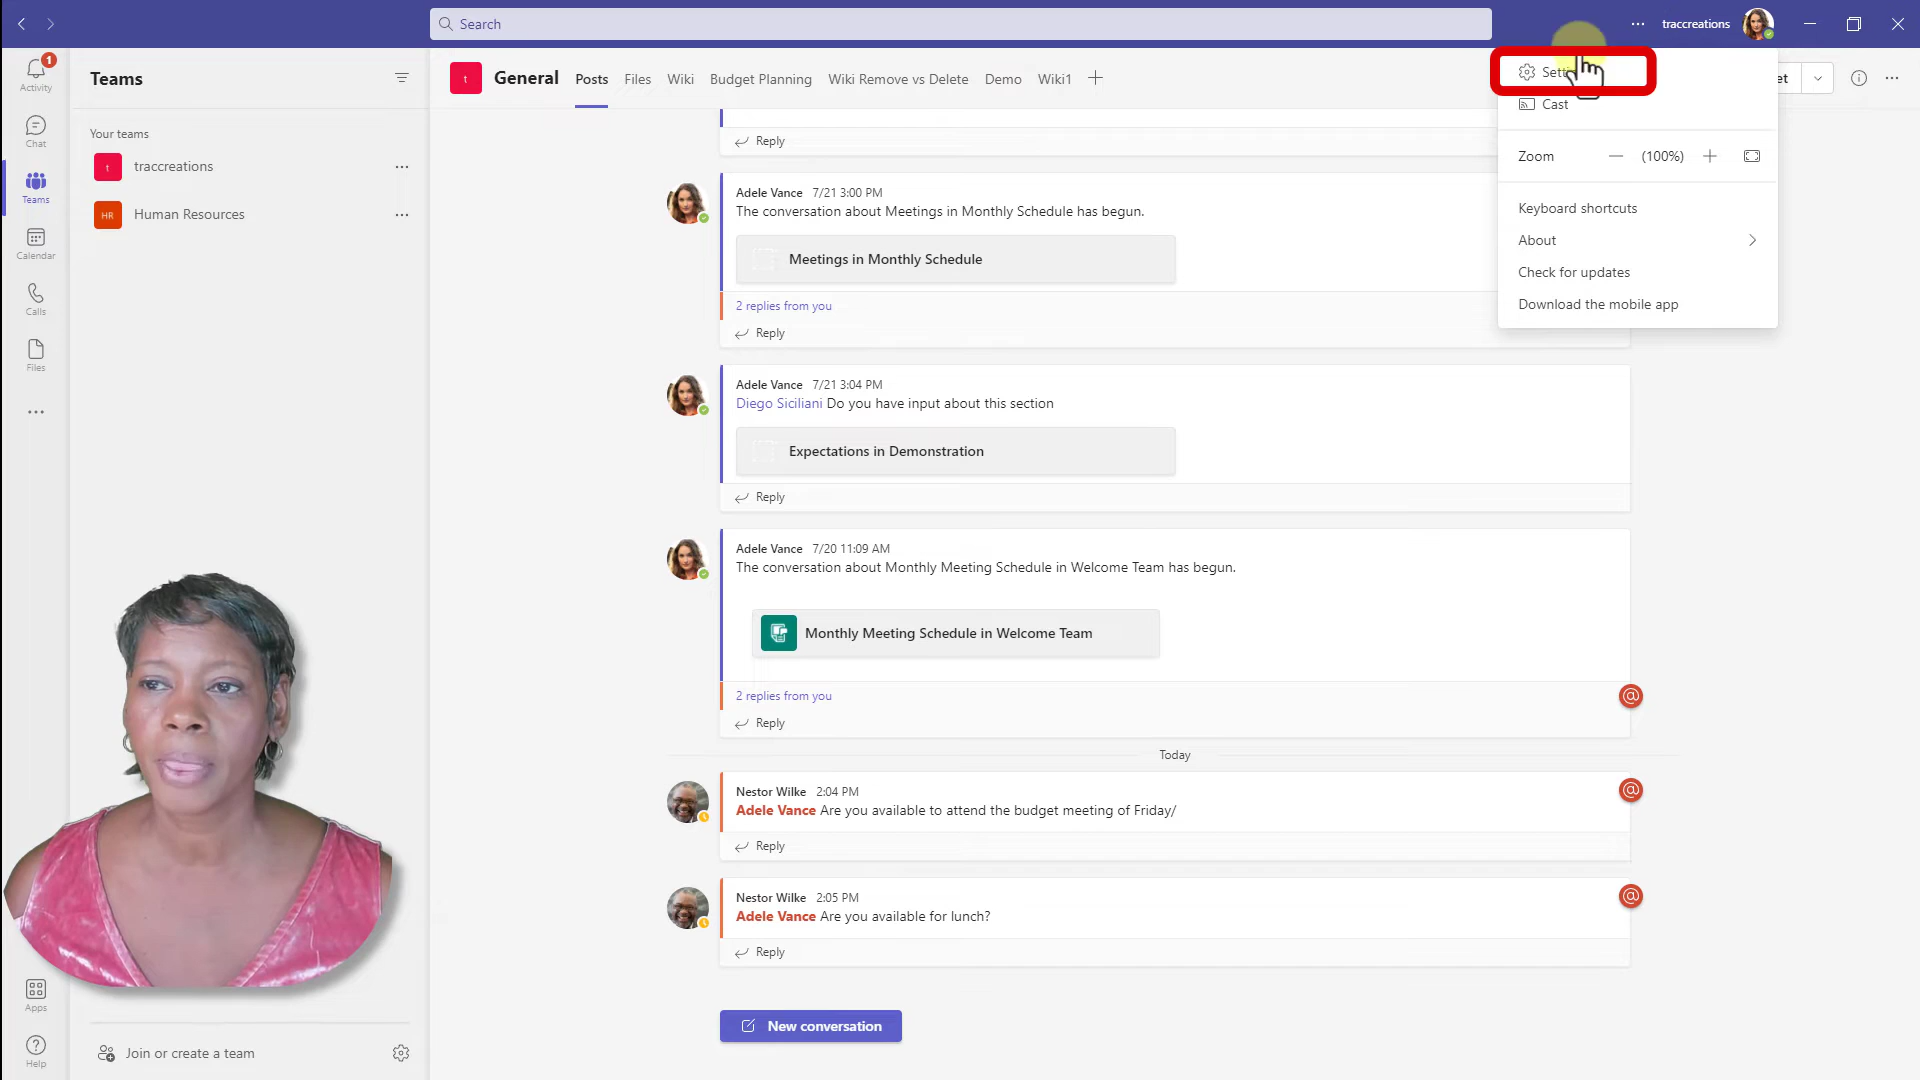 Search
traccreations
1
Activity
Chat
Teams
Calendar
Calls
Files
Apps
Help
Teams
Your teams
t traccreations
HR Human Resources
Join or create a team
t General Posts Files Wiki Budget Planning Wiki Remove vs Delete Demo Wiki1
Cast
Zoom (100%)
Keyboard shortcuts
About
Check for updates
Download the mobile app
Reply
Adele Vance 7/21 3:00 PM
The conversation about Meetings in Monthly Schedule has begun.
Meetings in Monthly Schedule
2 replies from you
Reply
Adele Vance 7/21 3:04 PM
Diego Siciliani Do you have input about this section
Expectations in Demonstration
Reply
Adele Vance 7/20 11:09 AM
The conversation about Monthly Meeting Schedule in Welcome Team has begun.
Monthly Meeting Schedule in Welcome Team
2 replies from you
@
Reply
Today
Nestor Wilke 2:04 PM
@
Adele Vance Are you available to attend the budget meeting of Friday/
Reply
Nestor Wilke 2:05 PM
@
Adele Vance Are you available for lunch?
Reply
New conversation